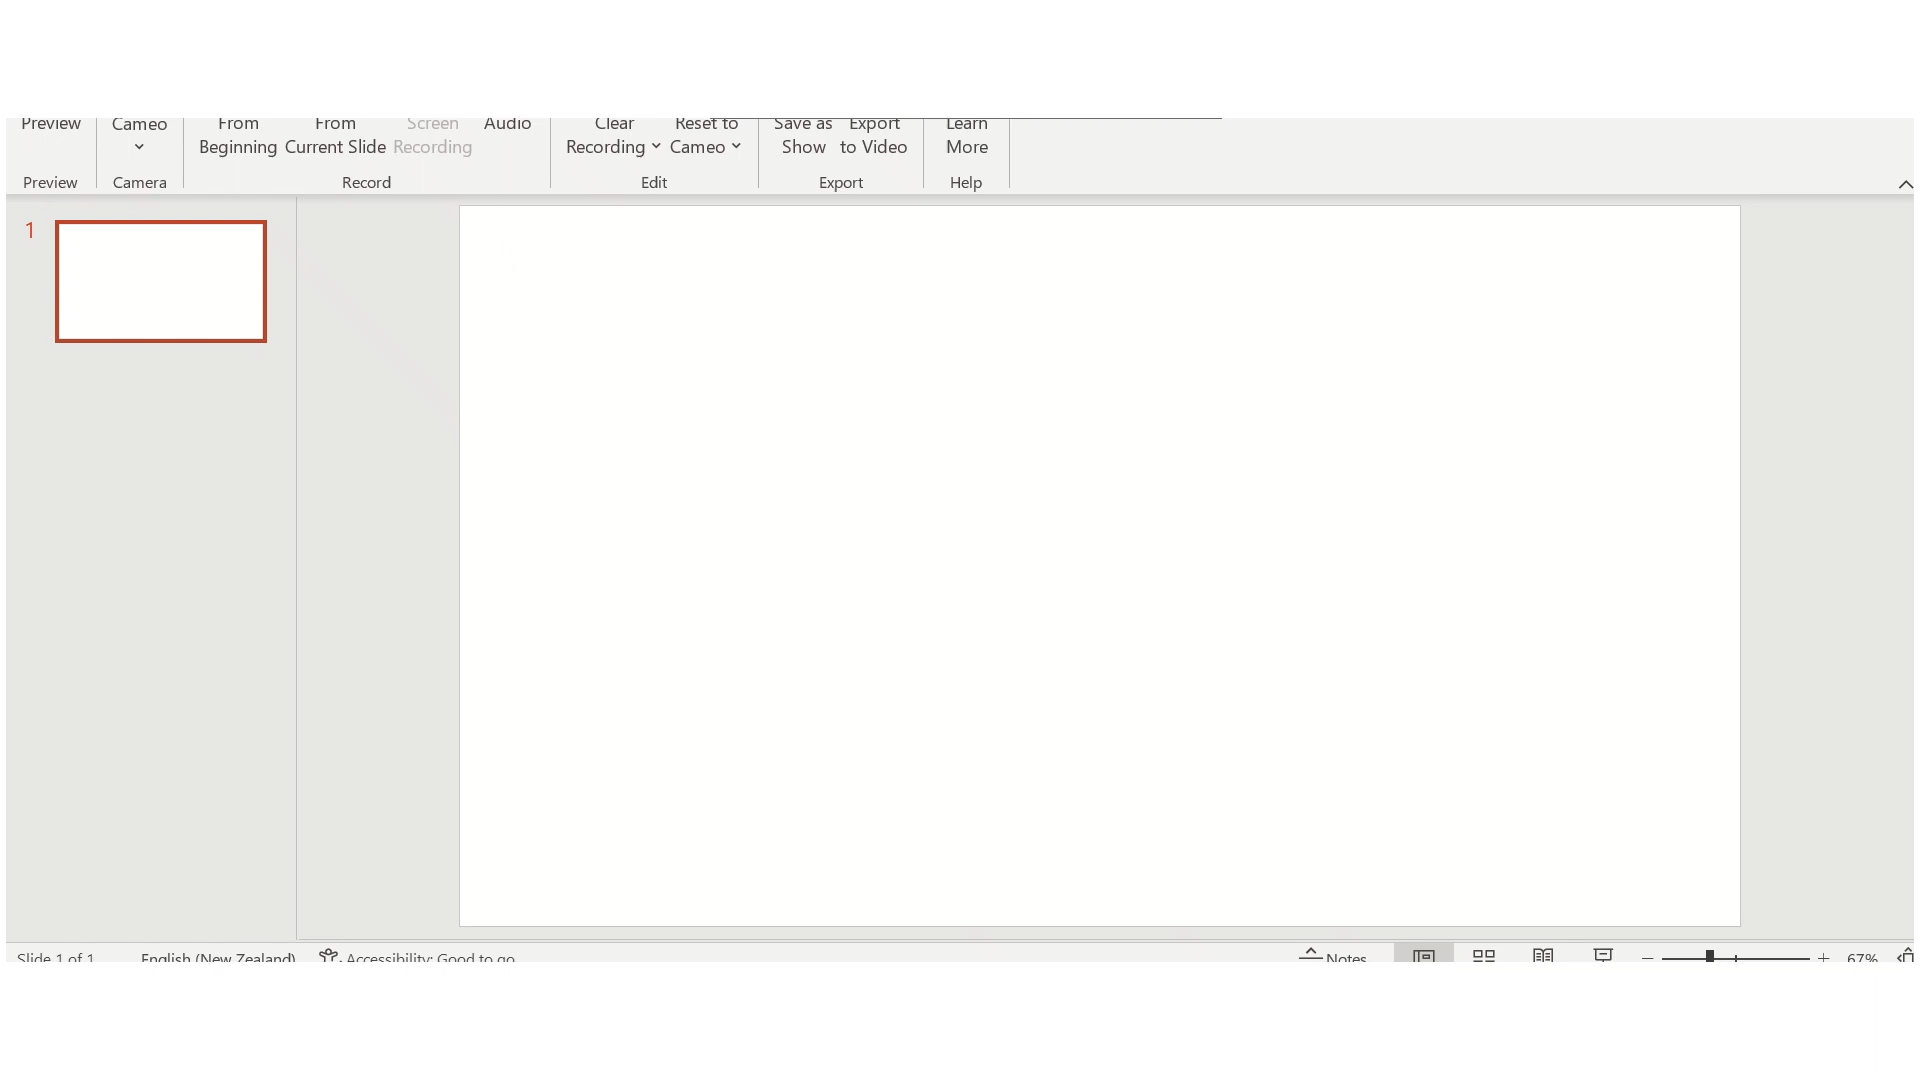 Preview
Cameo
From Beginning
From Current Slide
Screen Recording
Audio
Clear Recording
Reset to Cameo
Save as Show
Export to Video
Learn More
Preview
Camera
Record
Edit
Export
Help
1
Slide 1 of 1
English (New Zealand)
Accessibility: Good to go
Notes
67%